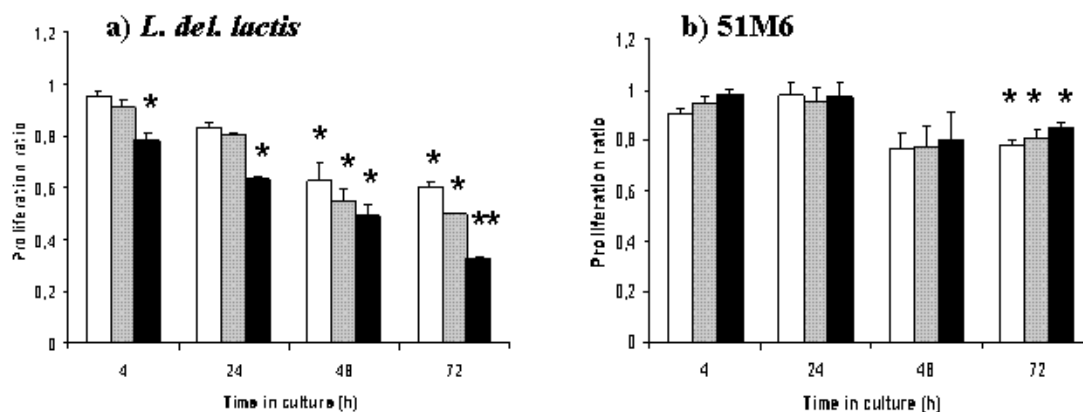 a) L. del. lactis
1,2
1
0,8
0,6
0,4
0,2
0
Proliferation ratio
*
*
*
*
*
*
*
**
4 24 48 72
Time in culture (h)
b) 51M6
1,2
1
0,8
0,6
0,4
0,2
0
Proliferation ratio
* * *
4 24 48 72
Time in culture (h)